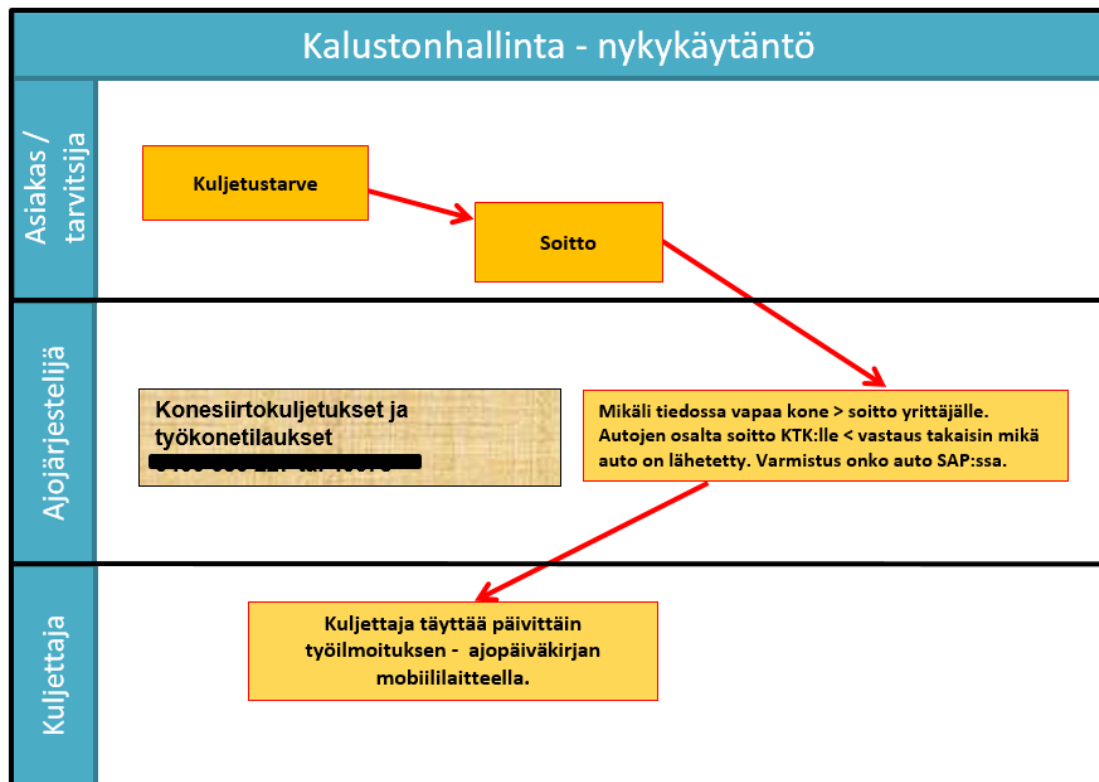 Kalustonhallinta - nykykäytäntö
Asiakas /
tarvitsija
Kuljetustarve
Soitto
Ajojärjestelijä
Konesiirtokuljetukset ja
työkonetilaukset
Mikäli tiedossa vapaa kone > soitto yrittäjälle.
Autojen osalta soitto KTK:lle < vastaus takaisin mikä
auto on lähetetty. Varmistus onko auto SAP:ssa.
Kuljettaja
Kuljettaja täyttää päivittäin
työilmoituksen - ajopäiväkirjan
mobiililaitteella.